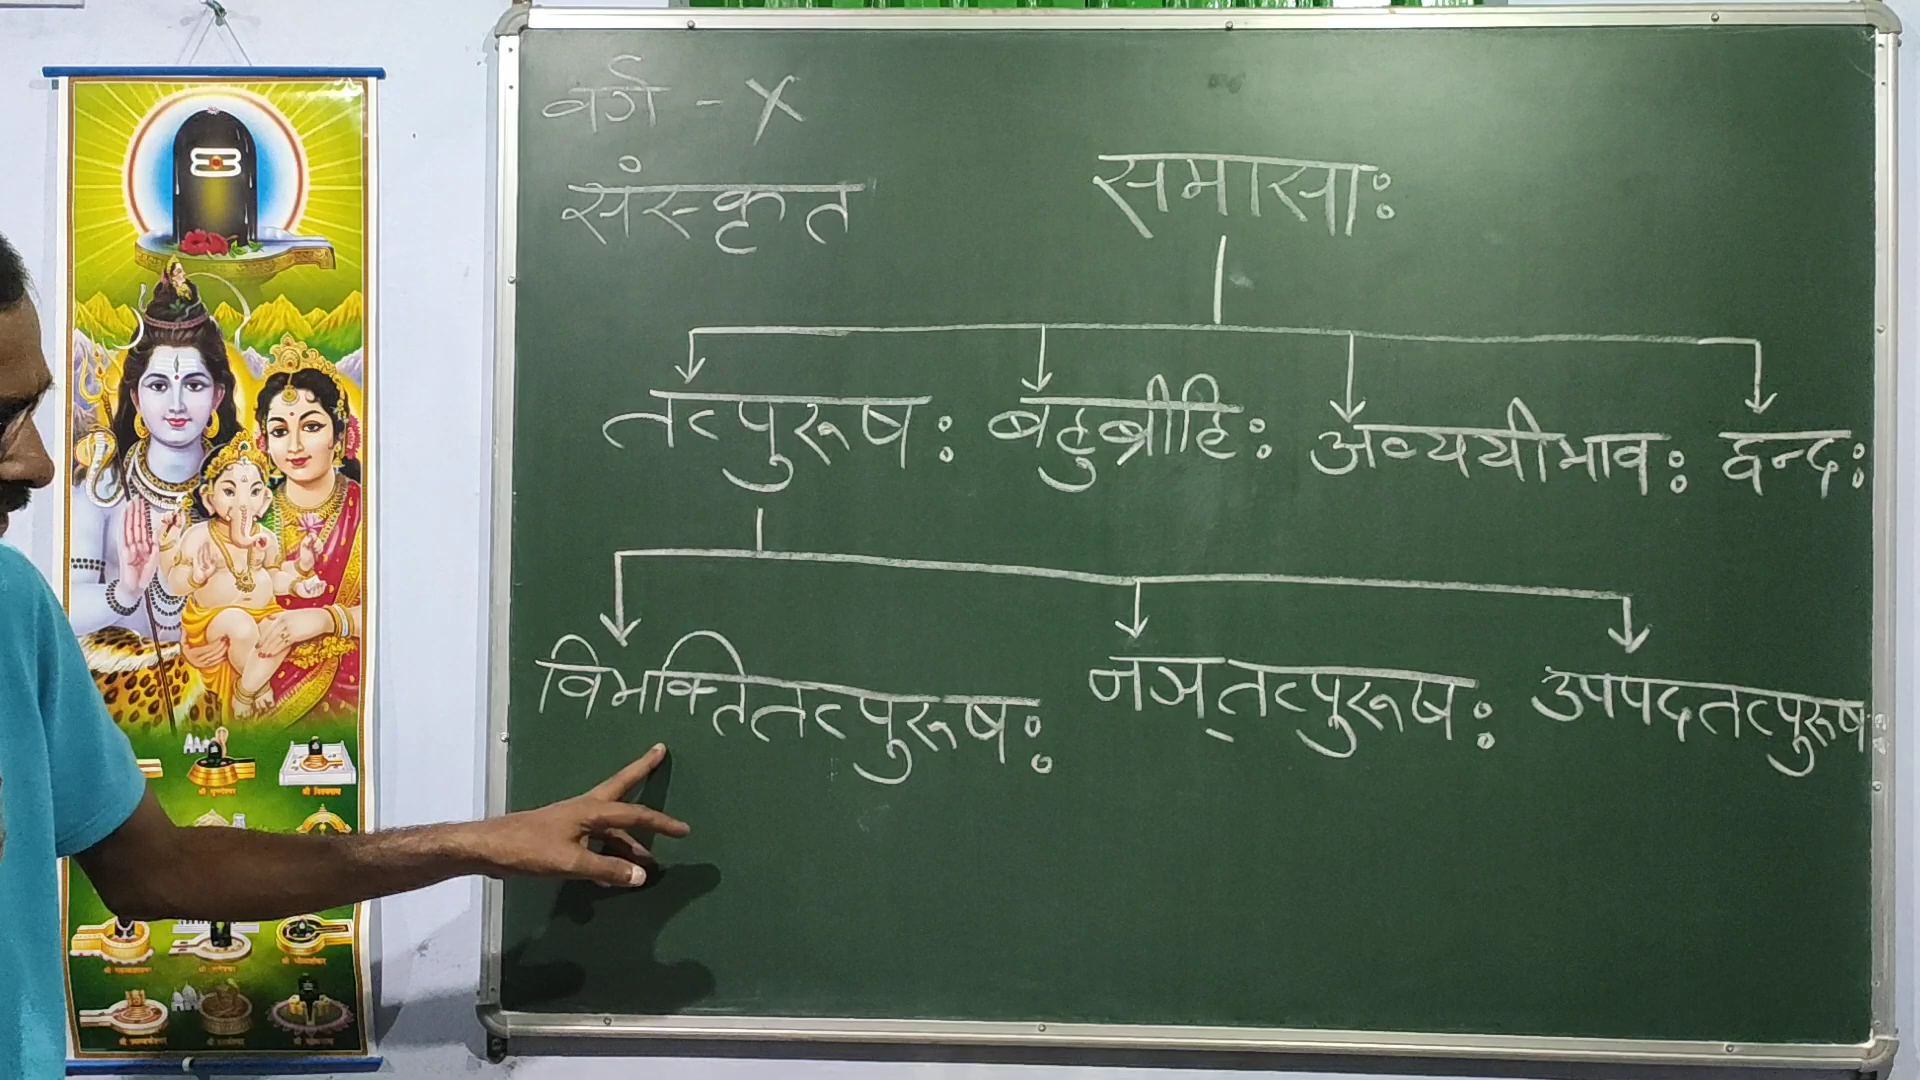 वर्ग - X
संस्कृत
समासाः
तत्पुरूषः बहुब्रीहिः अव्ययीभावः द्वन्दः
विभक्तितत्पुरूषः नञ्तत्पुरूषः उपपदतत्पुरूष